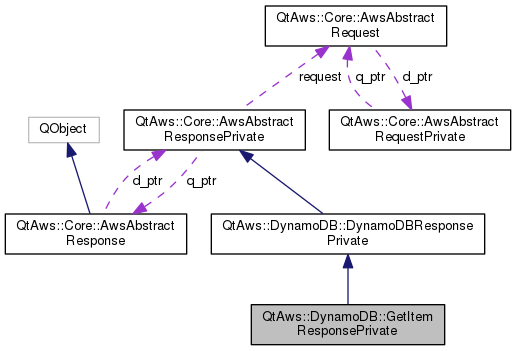 QtAws::Core::AwsAbstract
Request
request
q_ptr
d_ptr
QObject
QtAws::Core::AwsAbstract
ResponsePrivate
QtAws::Core::AwsAbstract
RequestPrivate
d_ptr
q_ptr
QtAws::Core::AwsAbstract
Response
QtAws::DynamoDB::DynamoDBResponse
Private
QtAws::DynamoDB::GetItem
ResponsePrivate